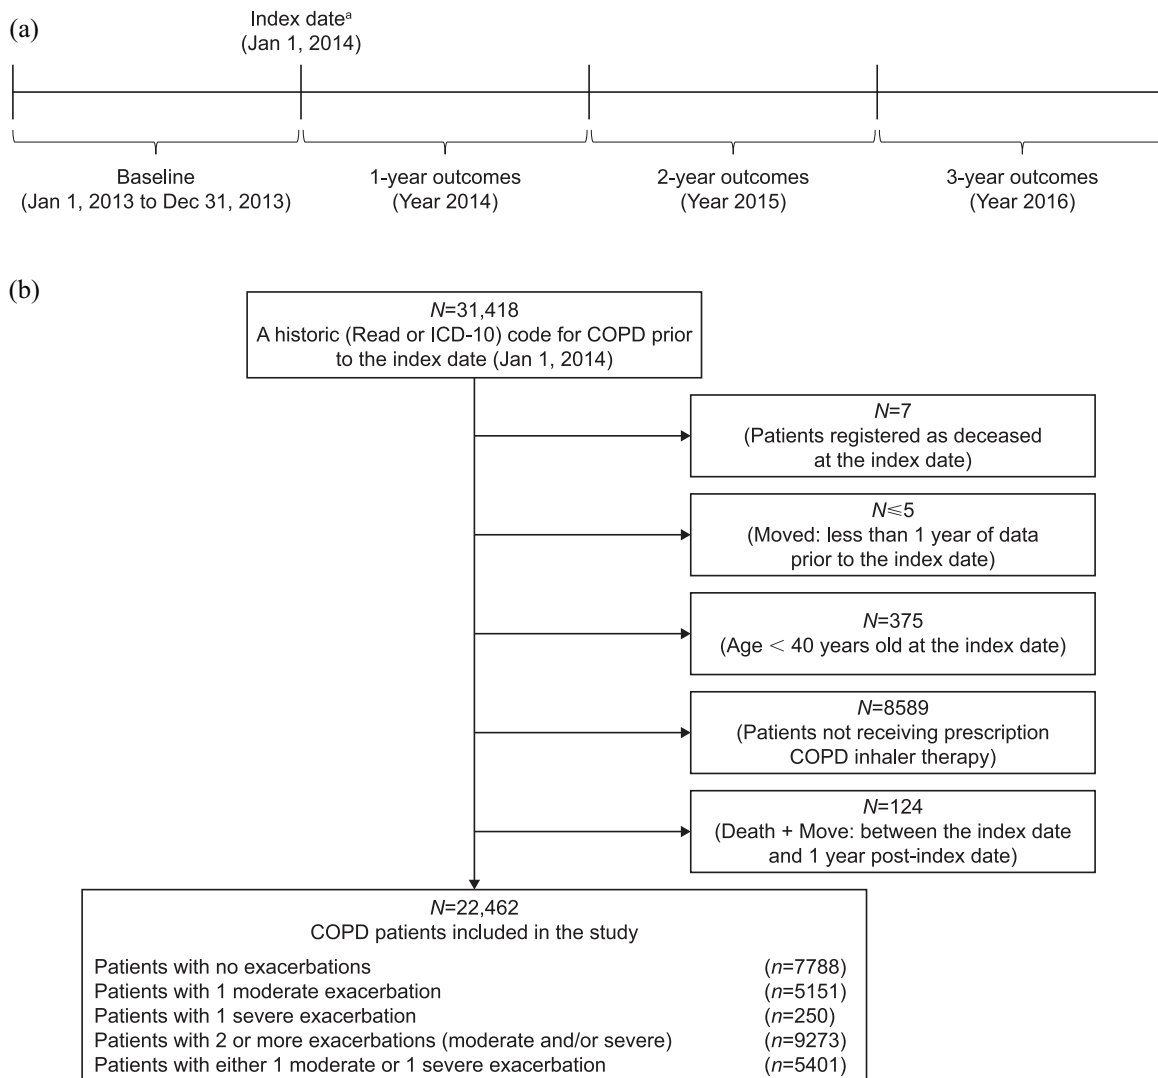 (a)
Index dateᵃ
(Jan 1, 2014)
Baseline
(Jan 1, 2013 to Dec 31, 2013)
1-year outcomes
(Year 2014)
2-year outcomes
(Year 2015)
3-year outcomes
(Year 2016)
(b)
N=31,418
A historic (Read or ICD-10) code for COPD prior
to the index date (Jan 1, 2014)
N=7
(Patients registered as deceased
at the index date)
N⩽5
(Moved: less than 1 year of data
prior to the index date)
N=375
(Age < 40 years old at the index date)
N=8589
(Patients not receiving prescription
COPD inhaler therapy)
N=124
(Death + Move: between the index date
and 1 year post-index date)
N=22,462
COPD patients included in the study
Patients with no exacerbations (n=7788)
Patients with 1 moderate exacerbation (n=5151)
Patients with 1 severe exacerbation (n=250)
Patients with 2 or more exacerbations (moderate and/or severe) (n=9273)
Patients with either 1 moderate or 1 severe exacerbation (n=5401)